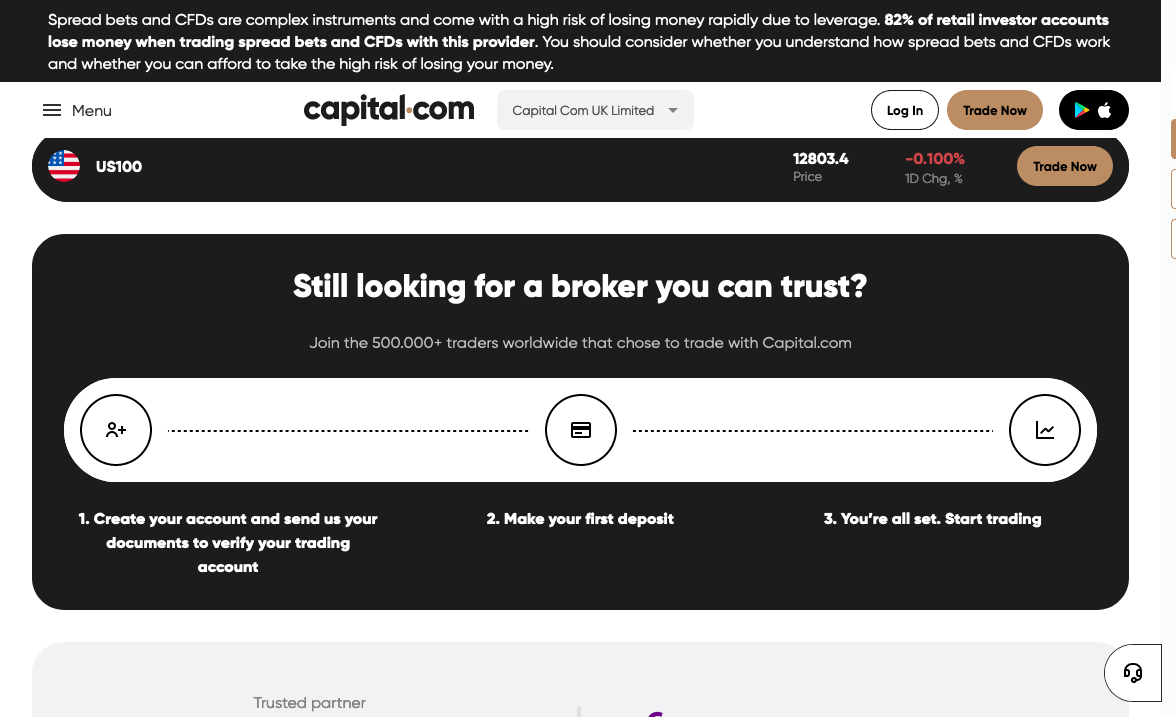 Spread bets and CFDs are complex instruments and come with a high risk of losing money rapidly due to leverage. 82% of retail investor accounts
lose money when trading spread bets and CFDs with this provider. You should consider whether you understand how spread bets and CFDs work
and whether you can afford to take the high risk of losing your money.
Menu
capital.com
Capital Com UK Limited
Log In
Trade Now
US100
12803.4
Price
-0.100%
1D Chg, %
Trade Now
Still looking for a broker you can trust?
Join the 500.000+ traders worldwide that chose to trade with Capital.com
1. Create your account and send us your
documents to verify your trading
account
2. Make your first deposit
3. You’re all set. Start trading
Trusted partner